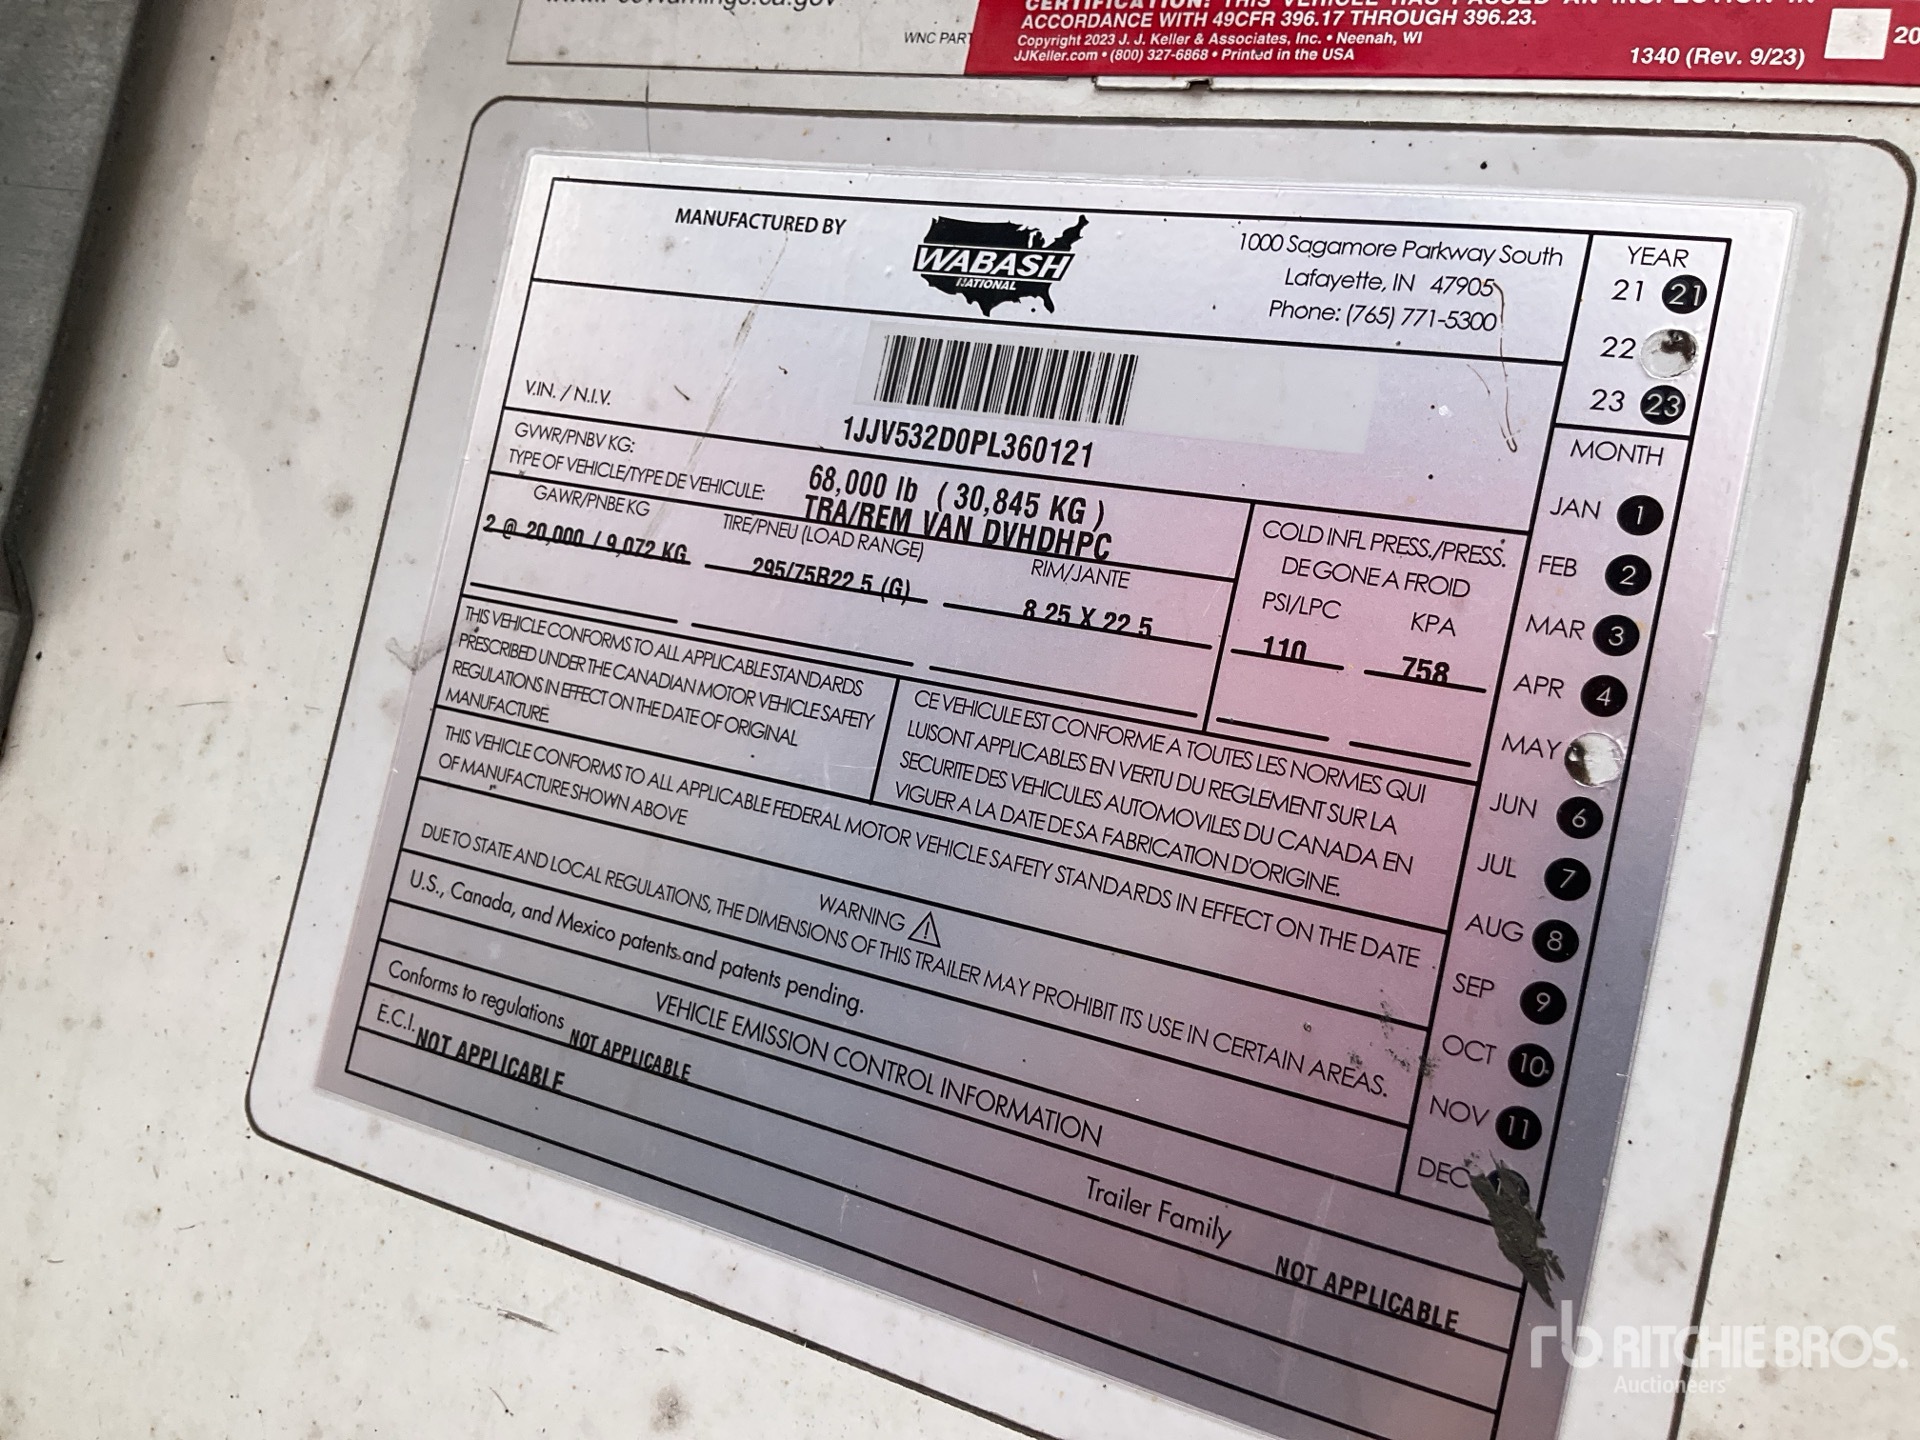 WNC PART
ACCORDANCE WITH 49CFR 396.17 THROUGH 396.23.
Copyright 2023 J. J. Keller & Associates, Inc. • Neenah, WI
JJKeller.com • (800) 327-6868 • Printed in the USA
1340 (Rev. 9/23)
20
MANUFACTURED BY
WABASH
NATIONAL
1000 Sagamore Parkway South
Lafayette, IN 47905
Phone: (765) 771-5300
V.IN. / N.I.V.
1JJV532D0PL360121
GVWR/PNBV KG:
68,000 lb ( 30,845 KG )
TYPE OF VEHICLE/TYPE DE VEHICULE:
TRA/REM VAN DVHDHPC
GAWR/PNBE KG
TIRE/PNEU (LOAD RANGE)
RIM/JANTE
2 @ 20,000 / 9,072 KG
295/75R22.5 (G)
8.25 X 22.5
COLD INFL PRESS./PRESS.
DE GONE A FROID
PSI/LPC KPA
110 758
THIS VEHICLE CONFORMS TO ALL APPLICABLE STANDARDS
PRESCRIBED UNDER THE CANADIAN MOTOR VEHICLE SAFETY
REGULATIONS IN EFFECT ON THE DATE OF ORIGINAL
MANUFACTURE
CE VEHICULE EST CONFORME A TOUTES LES NORMES QUI
LUISONT APPLICABLES EN VERTU DU REGLEMENT SUR LA
SECURITE DES VEHICULES AUTOMOVILES DU CANADA EN
VIGUER A LA DATE DE SA FABRICATION D'ORIGINE.
THIS VEHICLE CONFORMS TO ALL APPLICABLE FEDERAL MOTOR VEHICLE SAFETY STANDARDS IN EFFECT ON THE DATE
OF MANUFACTURE SHOWN ABOVE
WARNING
DUE TO STATE AND LOCAL REGULATIONS, THE DIMENSIONS OF THIS TRAILER MAY PROHIBIT ITS USE IN CERTAIN AREAS.
U.S., Canada, and Mexico patents and patents pending.
VEHICLE EMISSION CONTROL INFORMATION
Conforms to regulations NOT APPLICABLE
Trailer Family NOT APPLICABLE
E.C.I. NOT APPLICABLE
YEAR
21 21
22
23 23
MONTH
JAN 1
FEB 2
MAR 3
APR 4
MAY
JUN 6
JUL 7
AUG 8
SEP 9
OCT 10
NOV 11
DEC
rb RITCHIE BROS.
Auctioneers